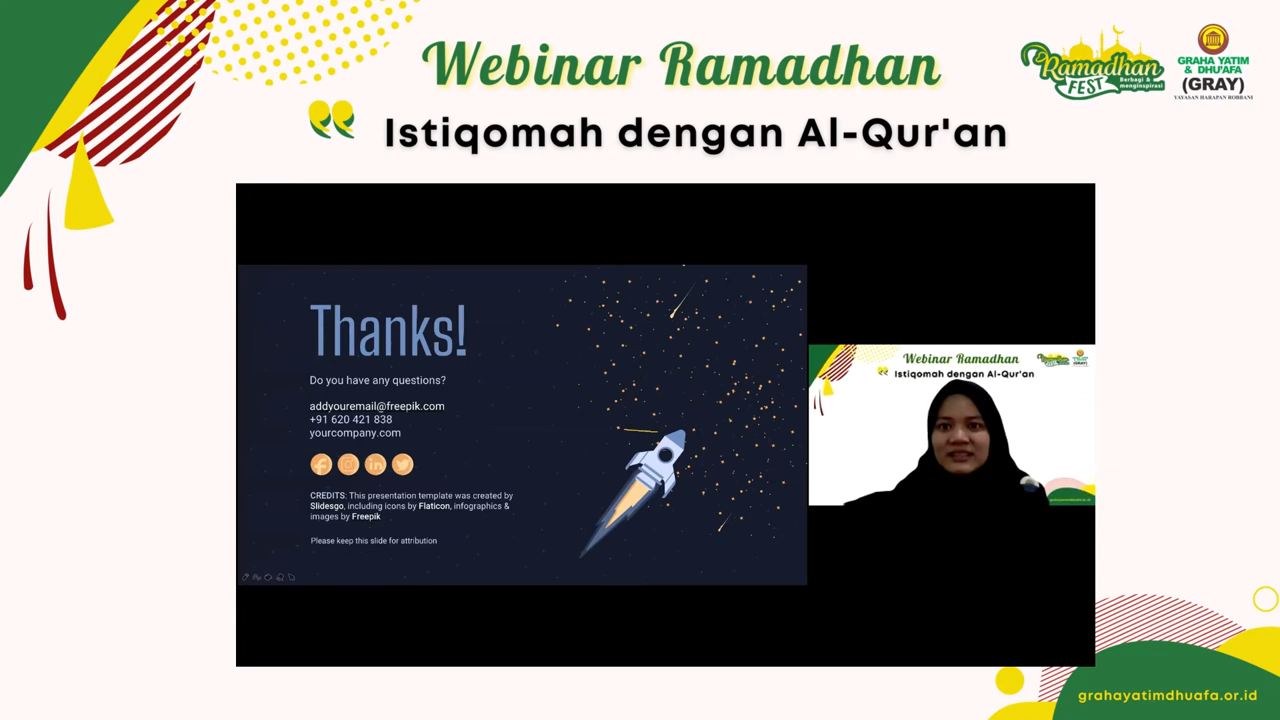 Webinar Ramadhan
Istiqomah dengan Al-Qur'an
Ramadhan
FEST
Berbagi &
menginspirasi
GRAHA YATIM
& DHU'AFA
(GRAY)
YAYASAN HARAPAN ROBBANI
Thanks!
Do you have any questions?
addyouremail@freepik.com
+91 620 421 838
yourcompany.com
CREDITS: This presentation template was created by
Slidesgo, including icons by Flaticon, infographics &
images by Freepik
Please keep this slide for attribution
Webinar Ramadhan
Istiqomah dengan Al-Qur'an
grahayatimdhuafa.or.id